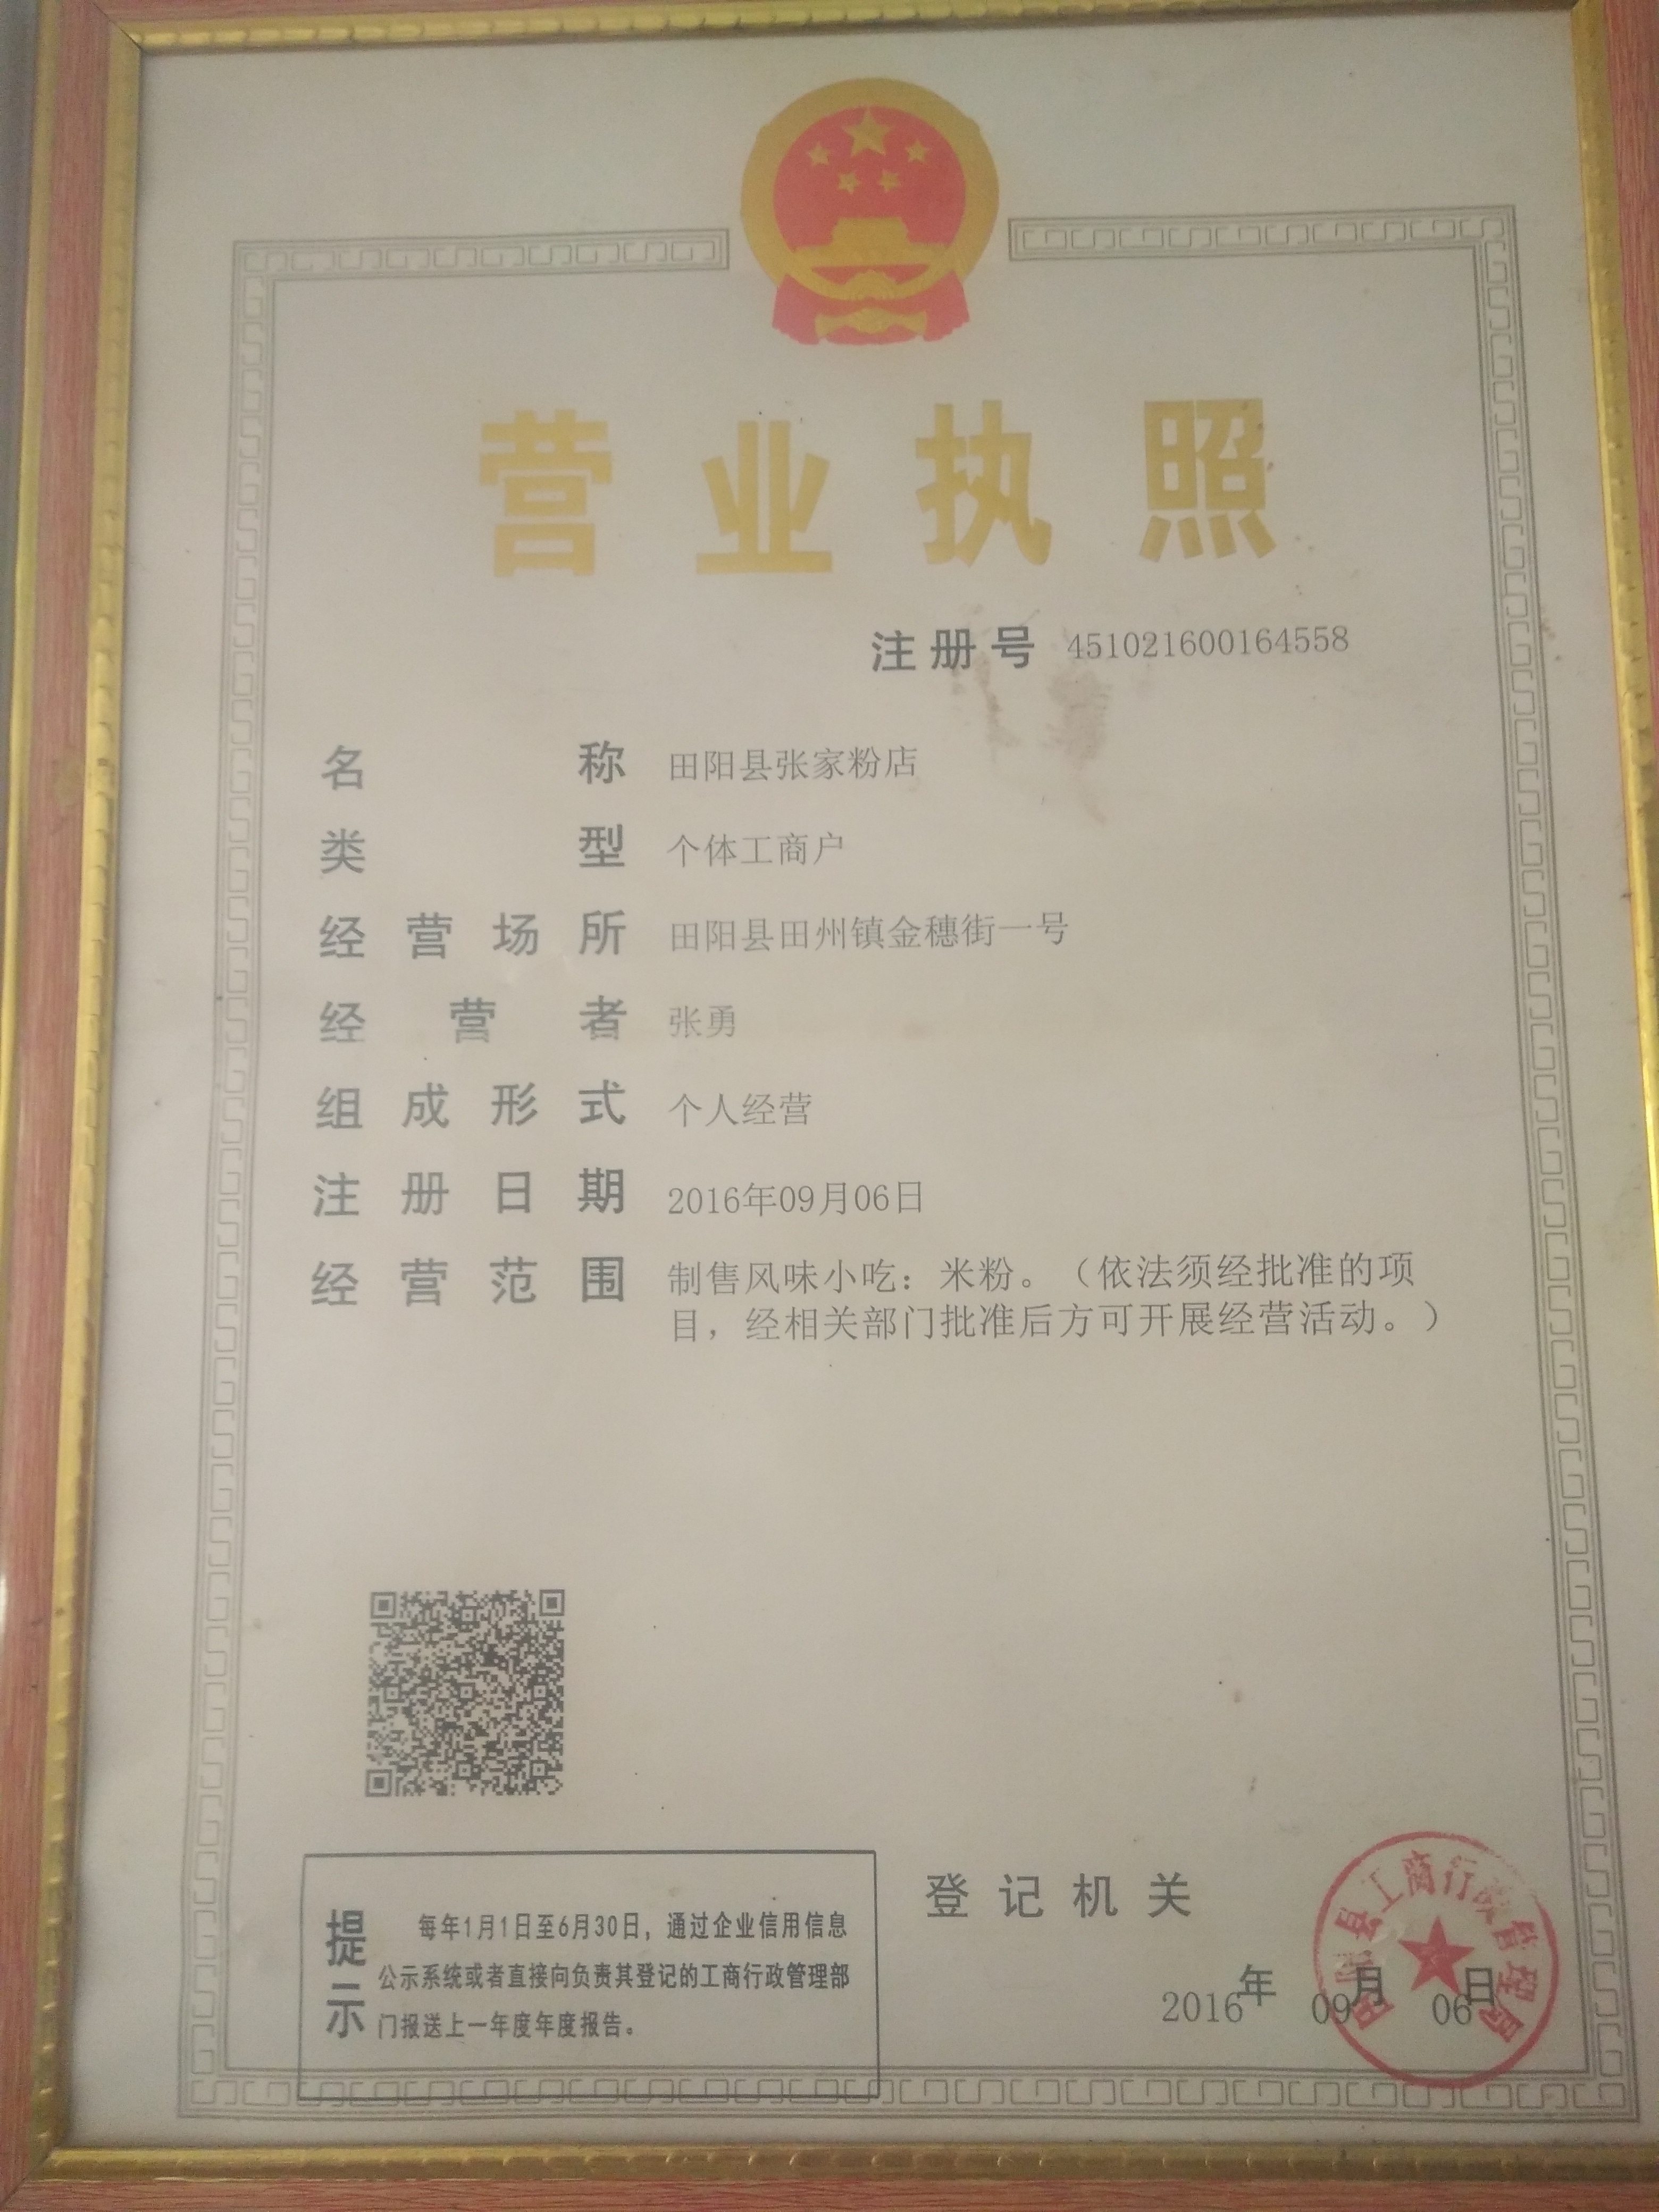 营业执照
注册号 451021600164558
名称 田阳县张家粉店
类型 个体工商户
经营场所 田阳县田州镇金穗街一号
经营者 张勇
组成形式 个人经营
注册日期 2016年09月06日
经营范围 制售风味小吃：米粉。（依法须经批准的项
目，经相关部门批准后方可开展经营活动。）
提示
每年1月1日至6月30日，通过企业信用信息
公示系统或者直接向负责其登记的工商行政管理部
门报送上一年度年度报告。
登记机关
田阳县工商行政管理局
2016年09月06日